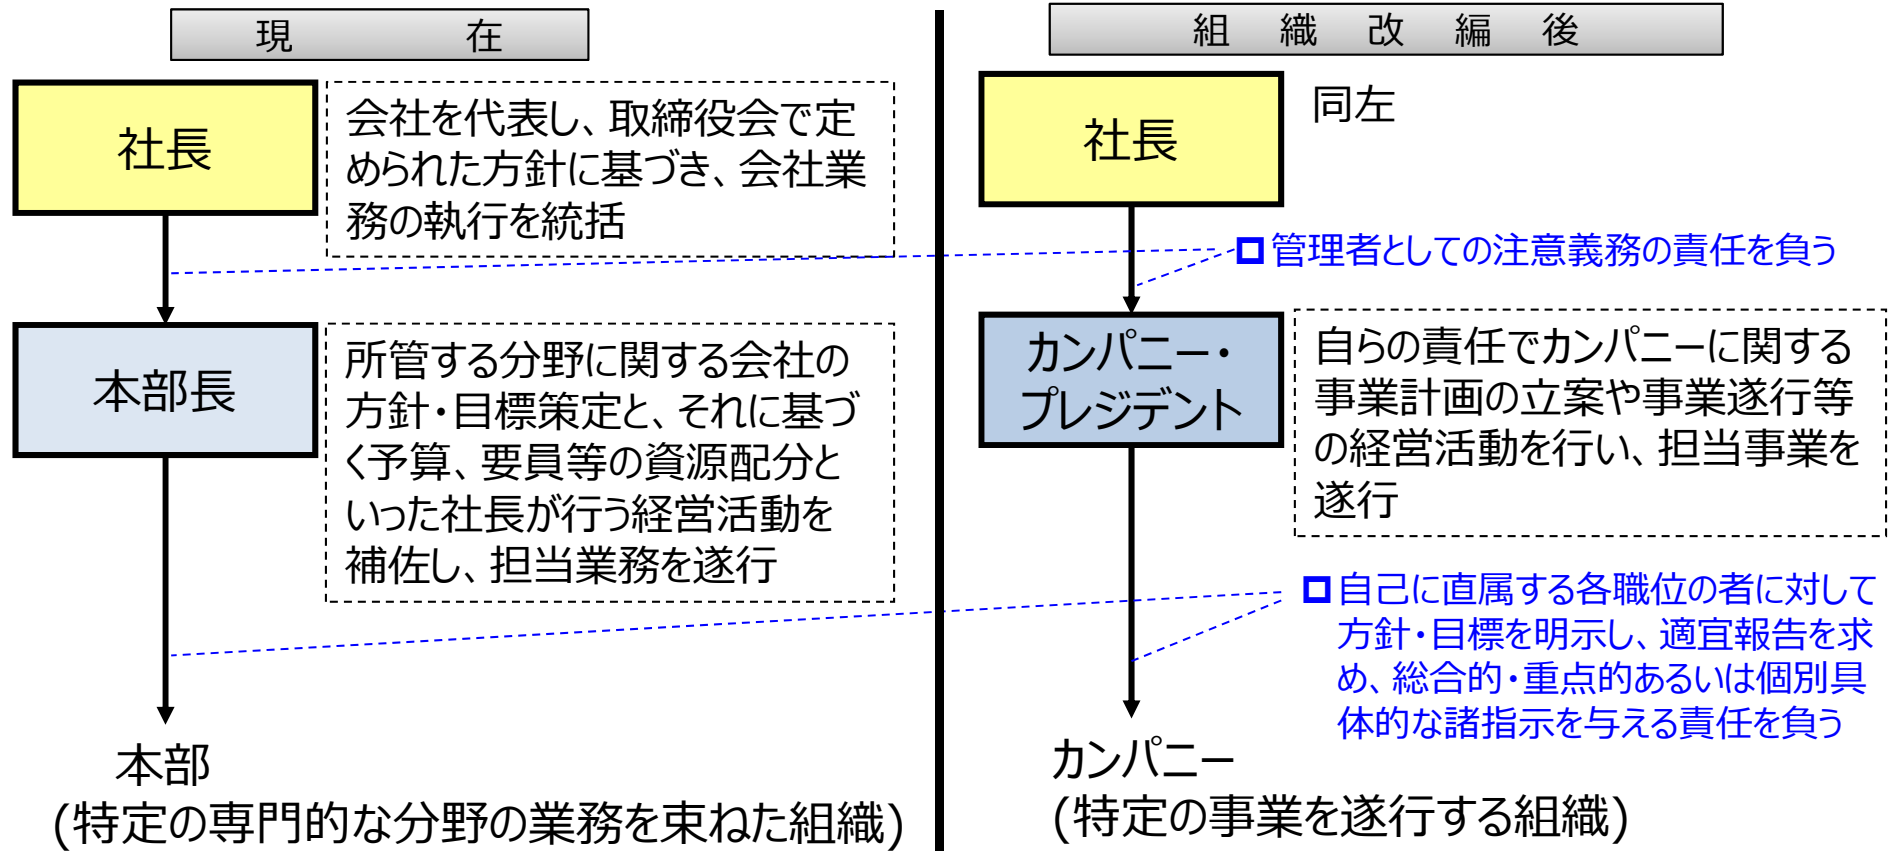 現在
社長
会社を代表し、取締役会で定
められた方針に基づき、会社業
務の執行を統括
本部長
所管する分野に関する会社の
方針・目標策定と、それに基づ
く予算、要員等の資源配分と
いった社長が行う経営活動を
補佐し、担当業務を遂行
本部
(特定の専門的な分野の業務を束ねた組織)
組織改編後
社長
同左
管理者としての注意義務の責任を負う
カンパニー・
プレジデント
自らの責任でカンパニーに関する
事業計画の立案や事業遂行等
の経営活動を行い、担当事業を
遂行
自己に直属する各職位の者に対して
方針・目標を明示し、適宜報告を求
め、総合的・重点的あるいは個別具
体的な諸指示を与える責任を負う
カンパニー
(特定の事業を遂行する組織)